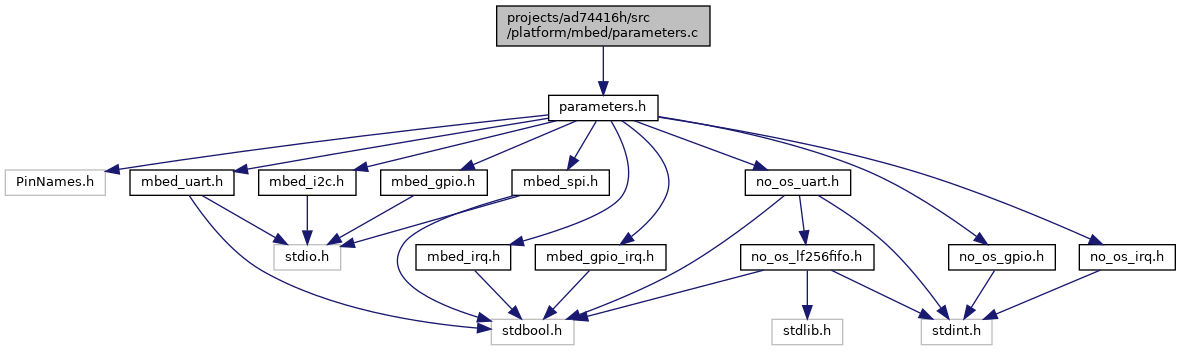 projects/ad74416h/src
/platform/mbed/parameters.c
parameters.h
PinNames.h
mbed_uart.h
mbed_i2c.h
mbed_gpio.h
mbed_spi.h
no_os_uart.h
stdio.h
mbed_irq.h
mbed_gpio_irq.h
no_os_lf256fifo.h
no_os_gpio.h
no_os_irq.h
stdbool.h
stdlib.h
stdint.h